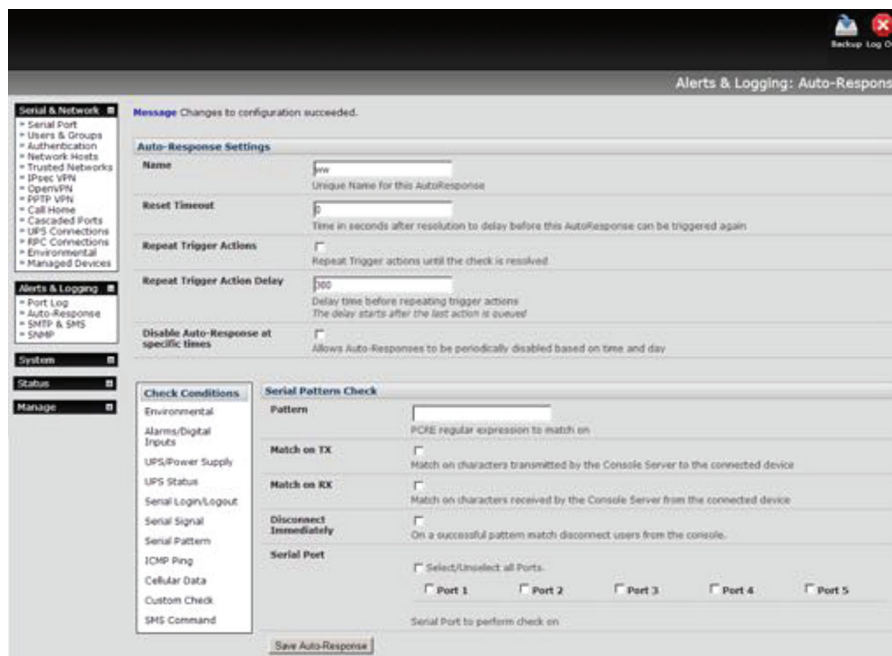 Backup Log O
Alerts & Logging: Auto-Respons
Serial & Network
Serial Port
Users & Groups
Authentication
Network Hosts
Trusted Networks
IPsec VPN
OpenVPN
PPTP VPN
Call Home
Cascaded Ports
UPS Connections
RPC Connections
Environmental
Managed Devices
Alerts & Logging
Port Log
Auto-Response
SMTP & SMS
SNMP
System
Status
Manage
Message Changes to configuration succeeded.
Auto-Response Settings
Name
ww
Unique Name for this AutoResponse
Reset Timeout
0
Time in seconds after resolution to delay before this AutoResponse can be triggered again
Repeat Trigger Actions
Repeat Trigger actions until the check is resolved
Repeat Trigger Action Delay
300
Delay time before repeating trigger actions
The delay starts after the last action is queued
Disable Auto-Response at
specific times
Allows Auto-Responses to be periodically disabled based on time and day
Check Conditions
Environmental
Alarms/Digital
Inputs
UPS/Power Supply
UPS Status
Serial Login/Logout
Serial Signal
Serial Pattern
ICMP Ping
Cellular Data
Custom Check
SMS Command
Serial Pattern Check
Pattern
PCRE regular expression to match on
Match on TX
Match on characters transmitted by the Console Server to the connected device
Match on RX
Match on characters received by the Console Server from the connected device
Disconnect
Immediately
On a successful pattern match disconnect users from the console.
Serial Port
Select/Unselect all Ports.
Port 1 Port 2 Port 3 Port 4 Port 5
Serial Port to perform check on
Save Auto-Response